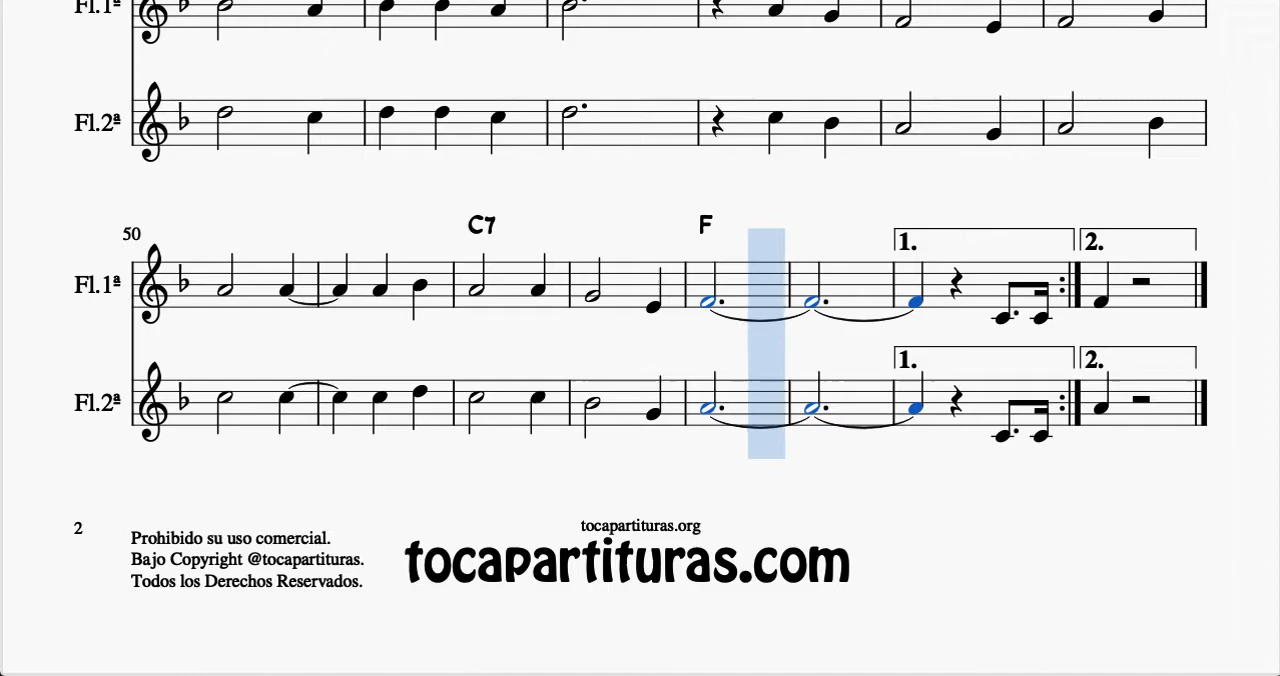 Fl.1ª
Fl.2ª
50
C7
F
1.
2.
Fl.1ª
1.
2.
Fl.2ª
2
Prohibido su uso comercial.
Bajo Copyright @tocapartituras.
Todos los Derechos Reservados.
tocapartituras.org
tocapartituras.com